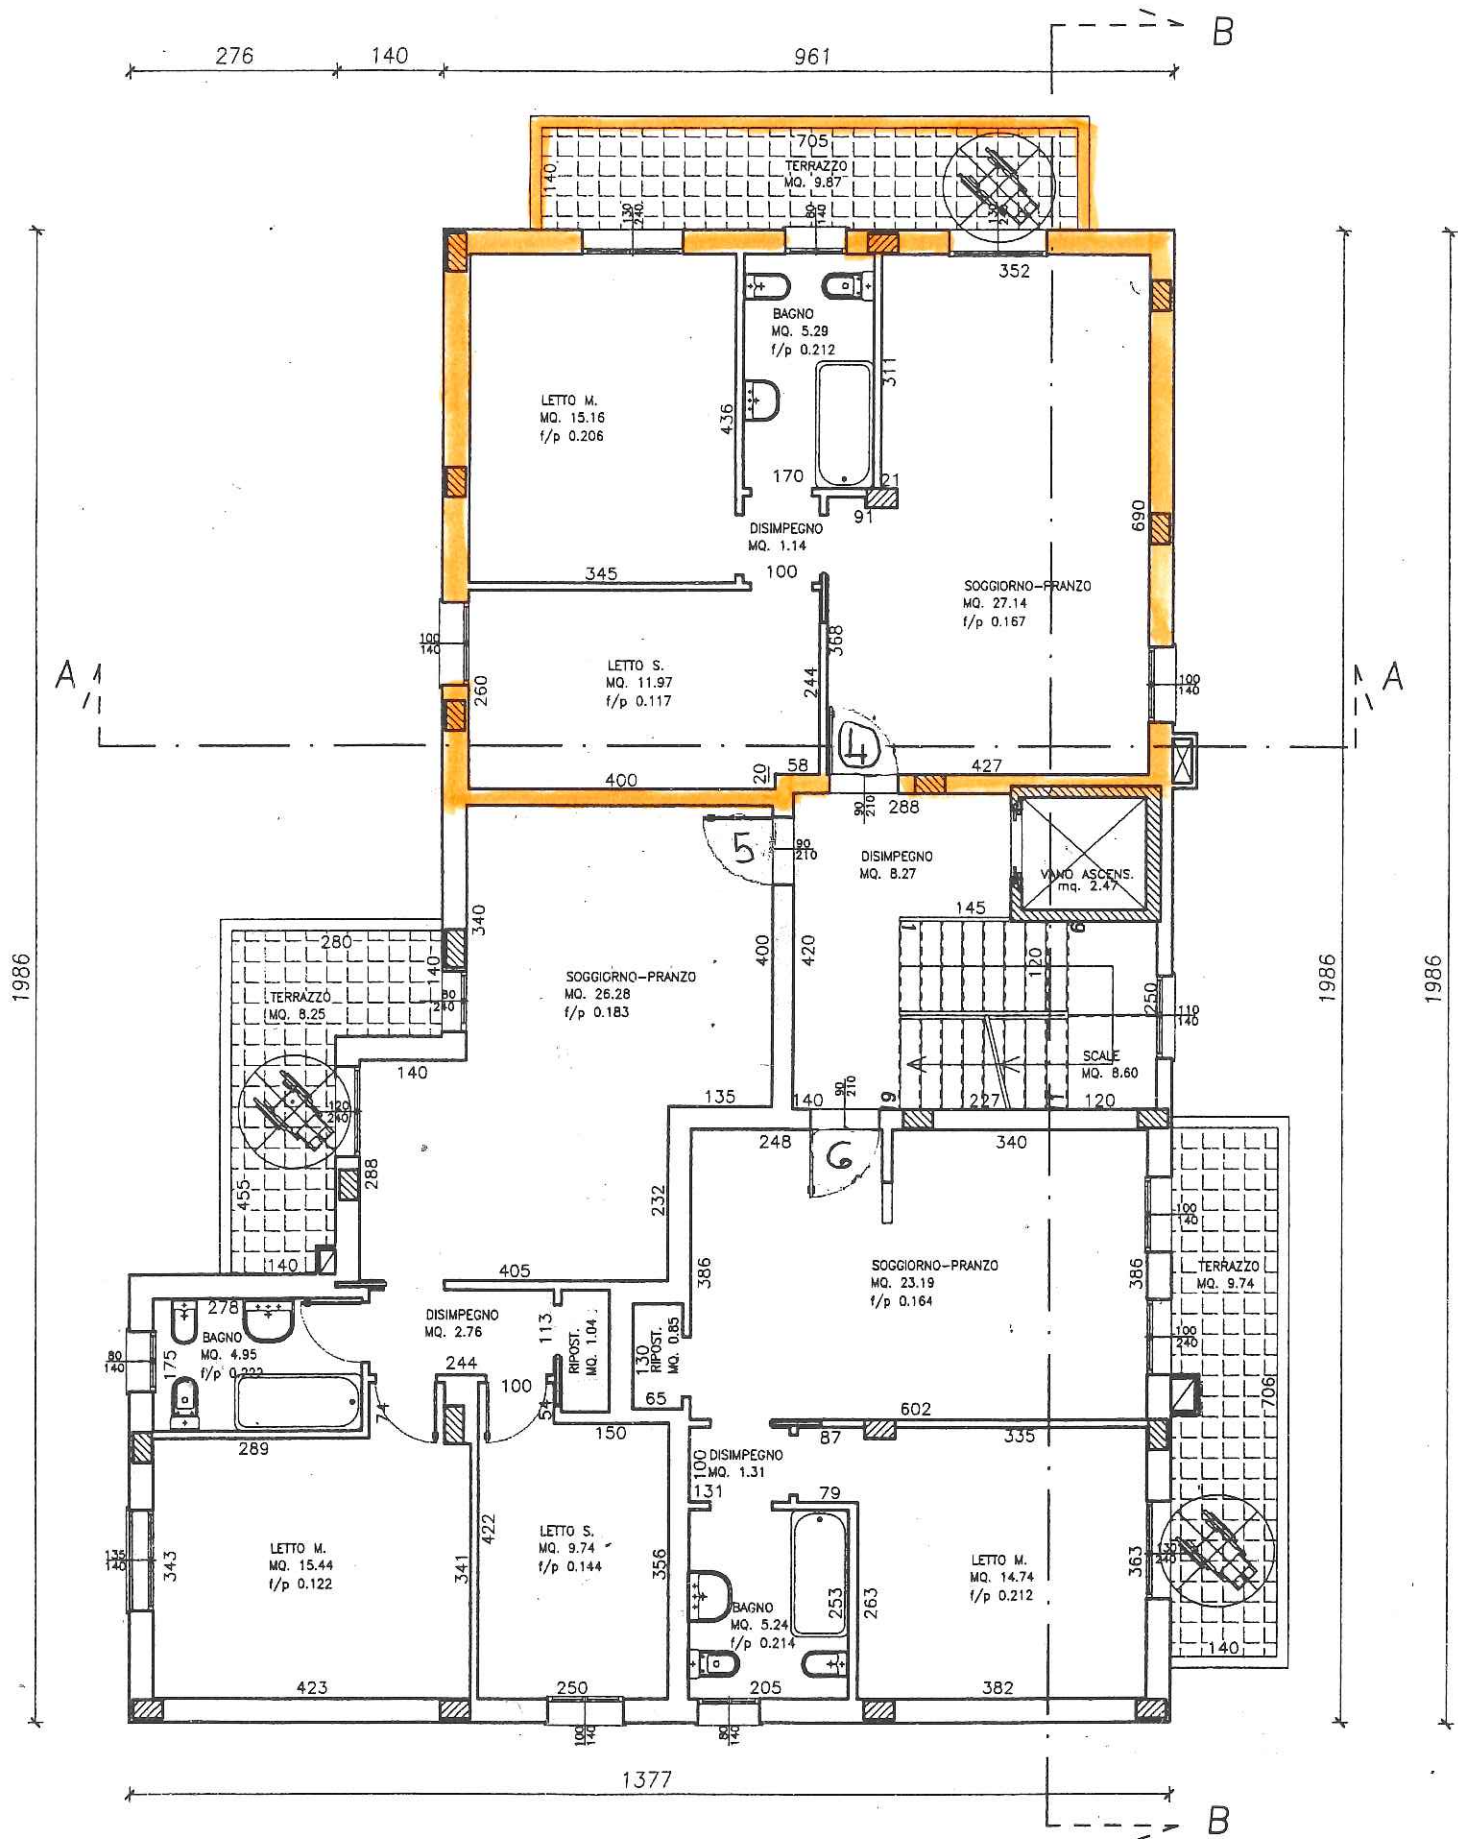 B
276
140
961
705
TERRAZZO
MQ. 9.87
140
130
240
80
140
130
352
BAGNO
MQ. 5.29
f/p 0.212
311
LETTO M.
MQ. 15.16
f/p 0.206
436
170
21
91
690
DISIMPEGNO
MQ. 1.14
100
345
SOGGIORNO-PRANZO
MQ. 27.14
f/p 0.167
100
140
368
LETTO S.
MQ. 11.97
f/p 0.117
244
260
100
140
A
A
4
58
20
400
427
90
210
288
5
90
210
DISIMPEGNO
MQ. 8.27
VANO ASCENS.
mq. 2.47
145
1
9
340
400
420
120
280
140
1986
1986
1986
SOGGIORNO-PRANZO
MQ. 26.28
f/p 0.183
TERRAZZO
MQ. 8.25
80
240
250
110
140
SCALE
MQ. 8.60
140
135
140
90
210
9
227
120
120
240
248
6
340
288
455
232
100
140
140
405
386
SOGGIORNO-PRANZO
MQ. 23.19
f/p 0.164
386
TERRAZZO
MQ. 9.74
278
DISIMPEGNO
MQ. 2.76
113
RIPOST.
MQ. 1.04
130
RIPOST.
MQ. 0.85
BAGNO
MQ. 4.95
f/p
175
80
140
100
240
244
100
65
74
54
150
602
706
289
87
335
DISIMPEGNO
MQ. 1.31
100
131
79
422
LETTO S.
MQ. 9.74
f/p 0.144
356
LETTO M.
MQ. 15.44
f/p 0.122
135
140
343
341
130
240
363
LETTO M.
MQ. 14.74
f/p 0.212
253
263
BAGNO
MQ. 5.24
f/p 0.214
140
423
250
205
382
100
140
80
140
1377
B